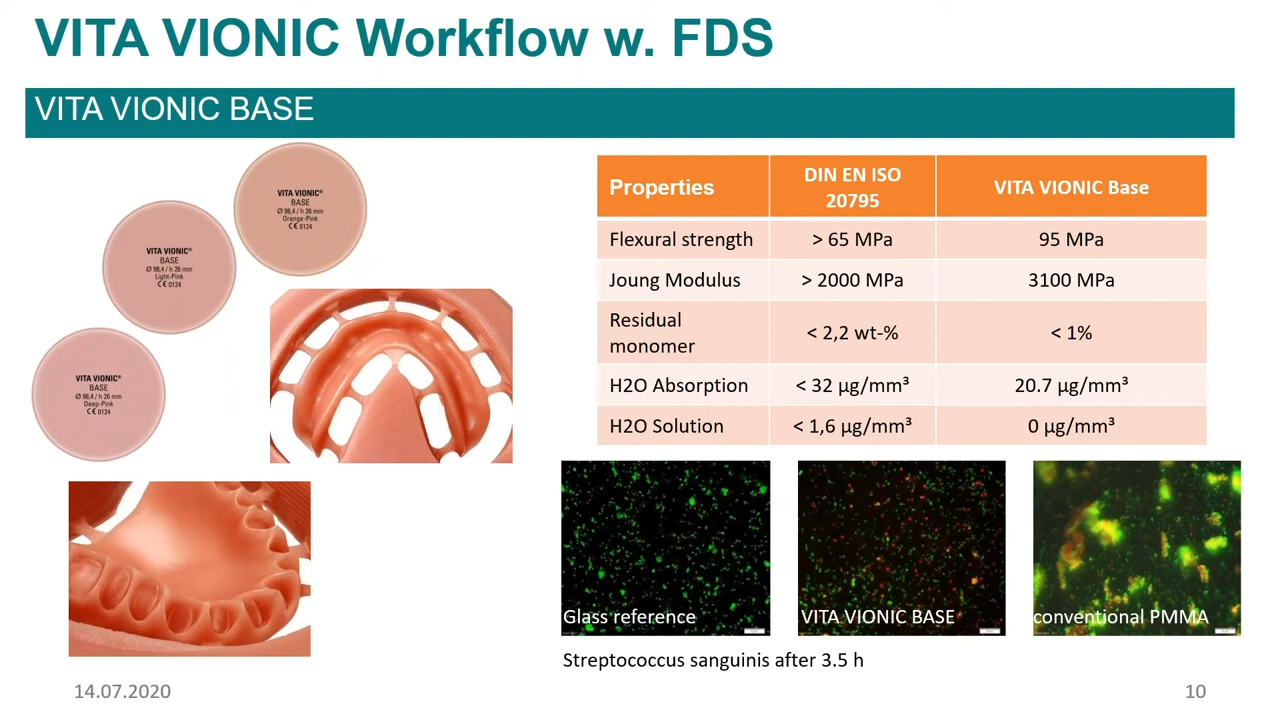 VITA VIONIC Workflow w. FDS
VITA VIONIC BASE
VITA VIONIC®
BASE
Ø 98,4 / h 26 mm
Orange-Pink
CE 0124
VITA VIONIC®
BASE
Ø 98,4 / h 26 mm
Light-Pink
CE 0124
VITA VIONIC®
BASE
Ø 98,4 / h 26 mm
Deep-Pink
CE 0124
Properties
DIN EN ISO
20795
VITA VIONIC Base
Flexural strength
> 65 MPa
95 MPa
Joung Modulus
> 2000 MPa
3100 MPa
Residual
monomer
< 2,2 wt-%
< 1%
H2O Absorption
< 32 µg/mm³
20.7 µg/mm³
H2O Solution
< 1,6 µg/mm³
0 µg/mm³
Glass reference
VITA VIONIC BASE
conventional PMMA
Streptococcus sanguinis after 3.5 h
14.07.2020
10